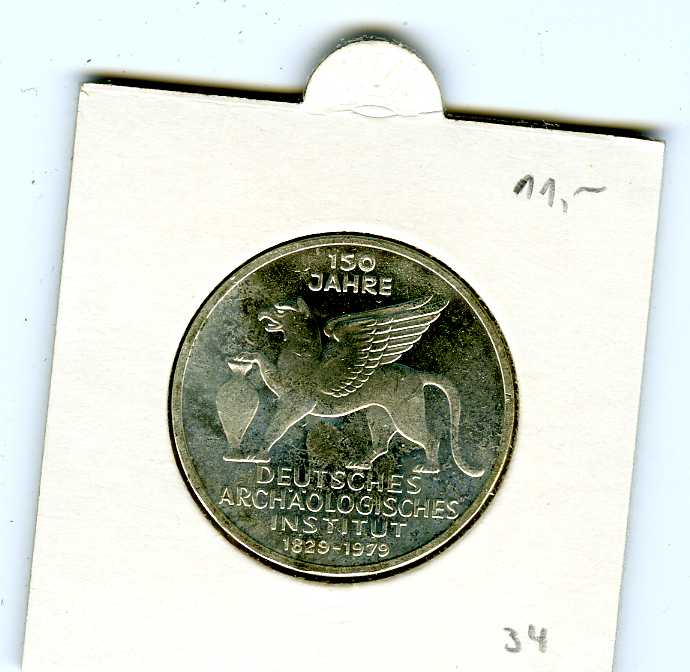 11,-
150
JAHRE
DEUTSCHES
ARCHÄOLOGISCHES
INSTITUT
1829-1979
34